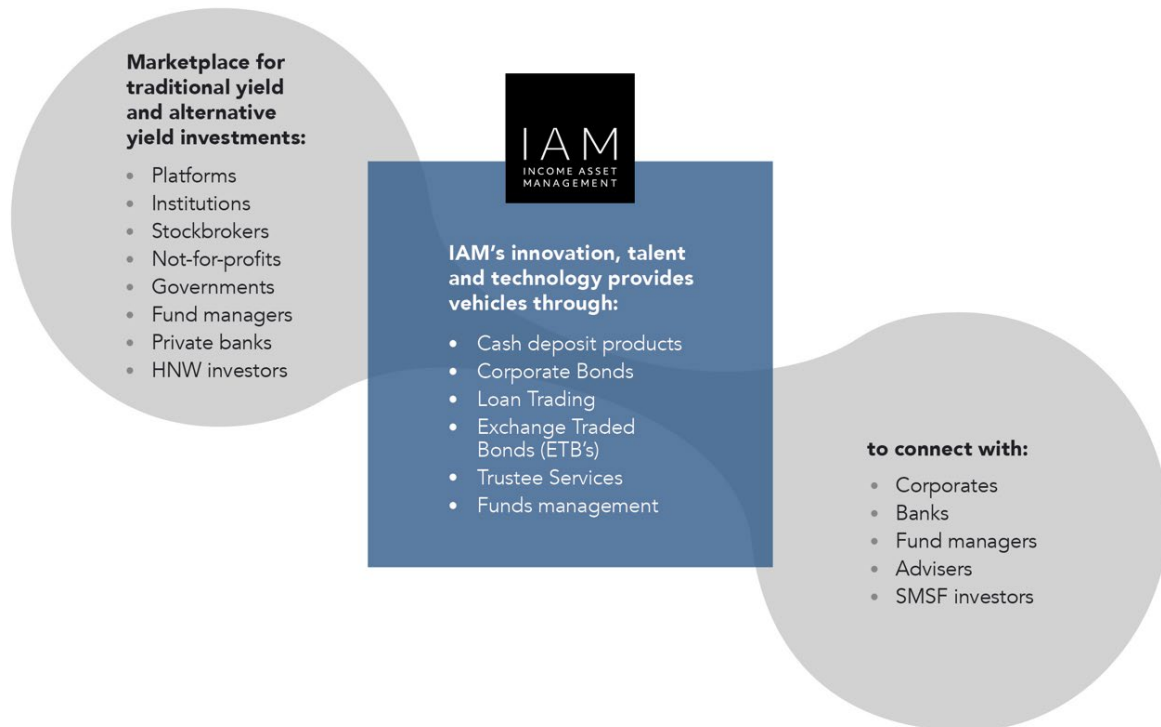 Marketplace for
traditional yield
and alternative
yield investments:
• Platforms
• Institutions
• Stockbrokers
• Not-for-profits
• Governments
• Fund managers
• Private banks
• HNW investors
IAM
INCOME ASSET
MANAGEMENT
IAM’s innovation, talent
and technology provides
vehicles through:
• Cash deposit products
• Corporate Bonds
• Loan Trading
• Exchange Traded
Bonds (ETB’s)
• Trustee Services
• Funds management
to connect with:
• Corporates
• Banks
• Fund managers
• Advisers
• SMSF investors